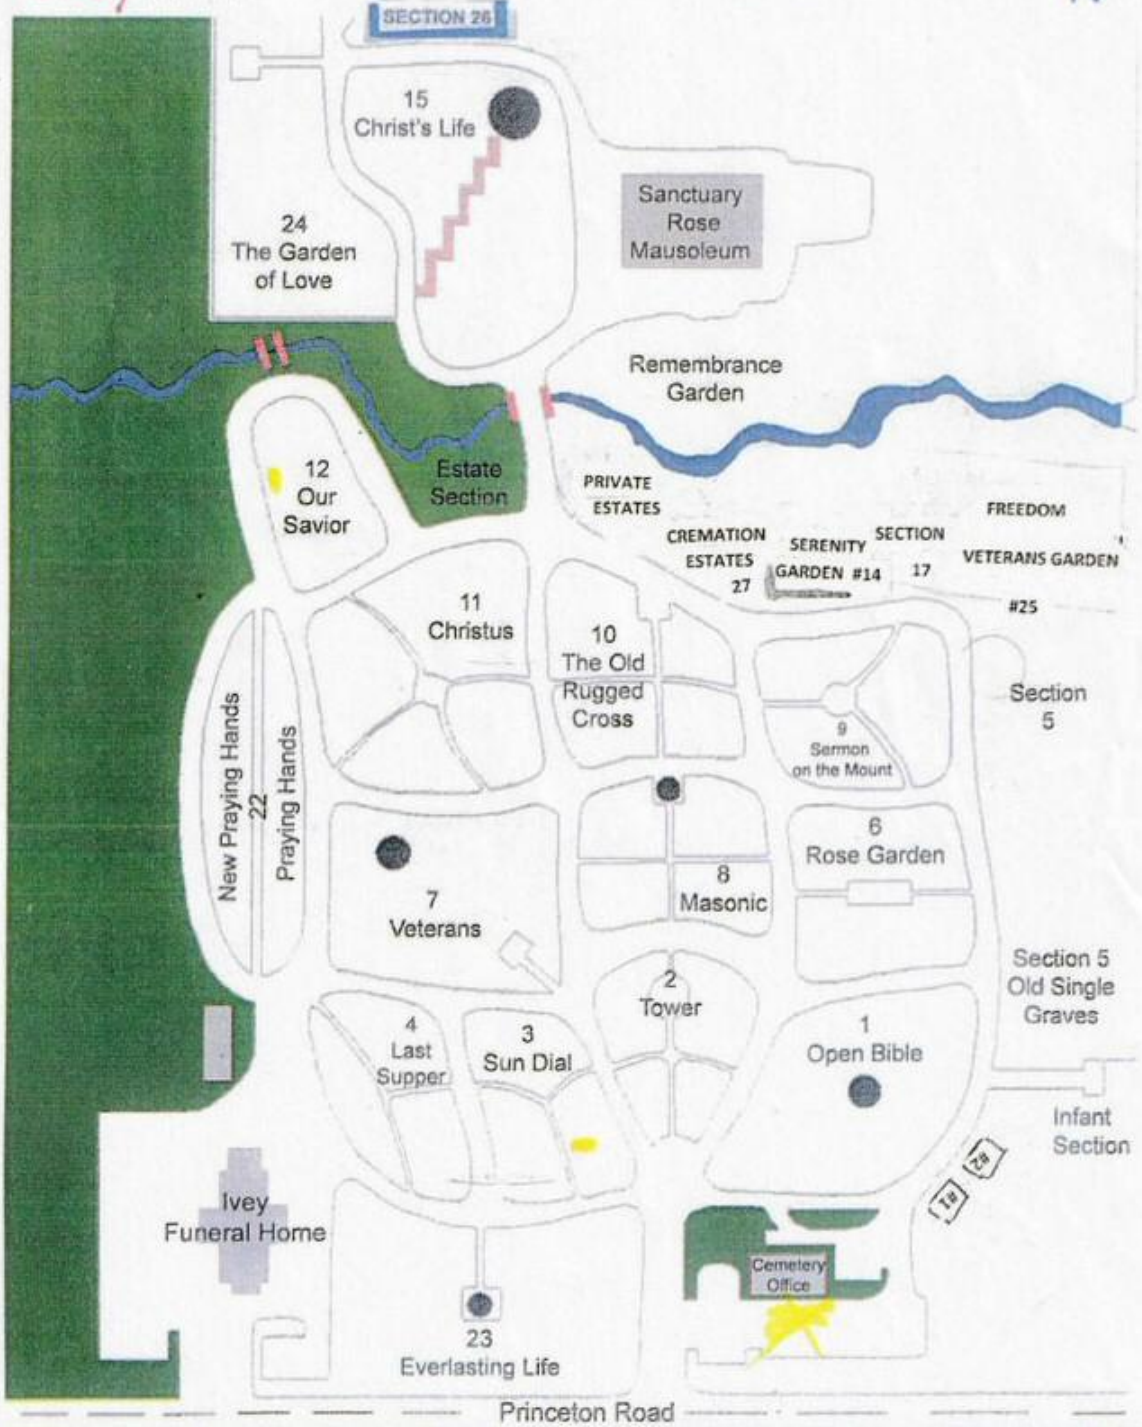 SECTION 26
15
Christ's Life
Sanctuary
Rose
Mausoleum
24
The Garden
of Love
Remembrance
Garden
12
Our
Savior
Estate
Section
PRIVATE
ESTATES
CREMATION
ESTATES
27
SERENITY
GARDEN #14
SECTION
17
FREEDOM
VETERANS GARDEN
#25
11
Christus
10
The Old
Rugged
Cross
9
Sermon
on the Mount
Section
5
New Praying Hands
22
Praying Hands
7
Veterans
8
Masonic
6
Rose Garden
4
Last
Supper
3
Sun Dial
2
Tower
1
Open Bible
Section 5
Old Single
Graves
Infant
Section
#2
#1
Ivey
Funeral Home
Cemetery
Office
23
Everlasting Life
Princeton Road